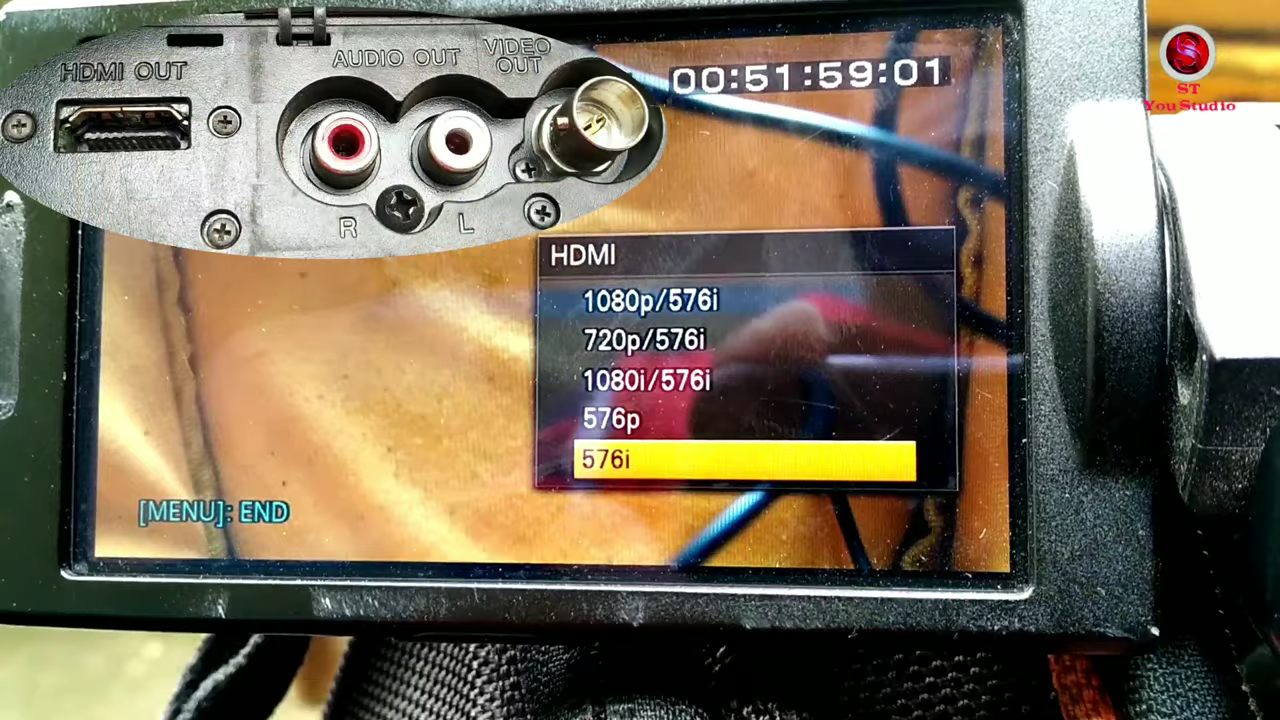 HDMI OUT
AUDIO OUT
VIDEO
OUT
R
L
00:51:59:01
ST
You Studio
HDMI
1080p/576i
720p/576i
1080i/576i
576p
576i
[MENU]: END